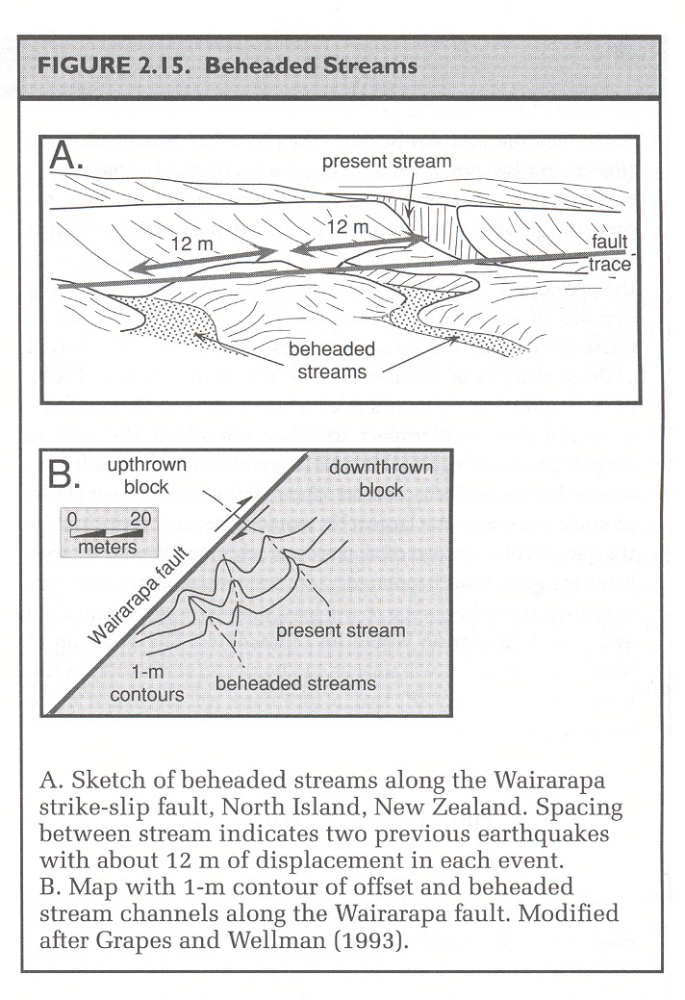 FIGURE 2.15. Beheaded Streams
A.
present stream
12 m
12 m
fault
trace
beheaded
streams
B.
upthrown
block
downthrown
block
0 20
meters
Wairarapa fault
present stream
1-m
contours
beheaded streams
A. Sketch of beheaded streams along the Wairarapa
strike-slip fault, North Island, New Zealand. Spacing
between stream indicates two previous earthquakes
with about 12 m of displacement in each event.
B. Map with 1-m contour of offset and beheaded
stream channels along the Wairarapa fault. Modified
after Grapes and Wellman (1993).